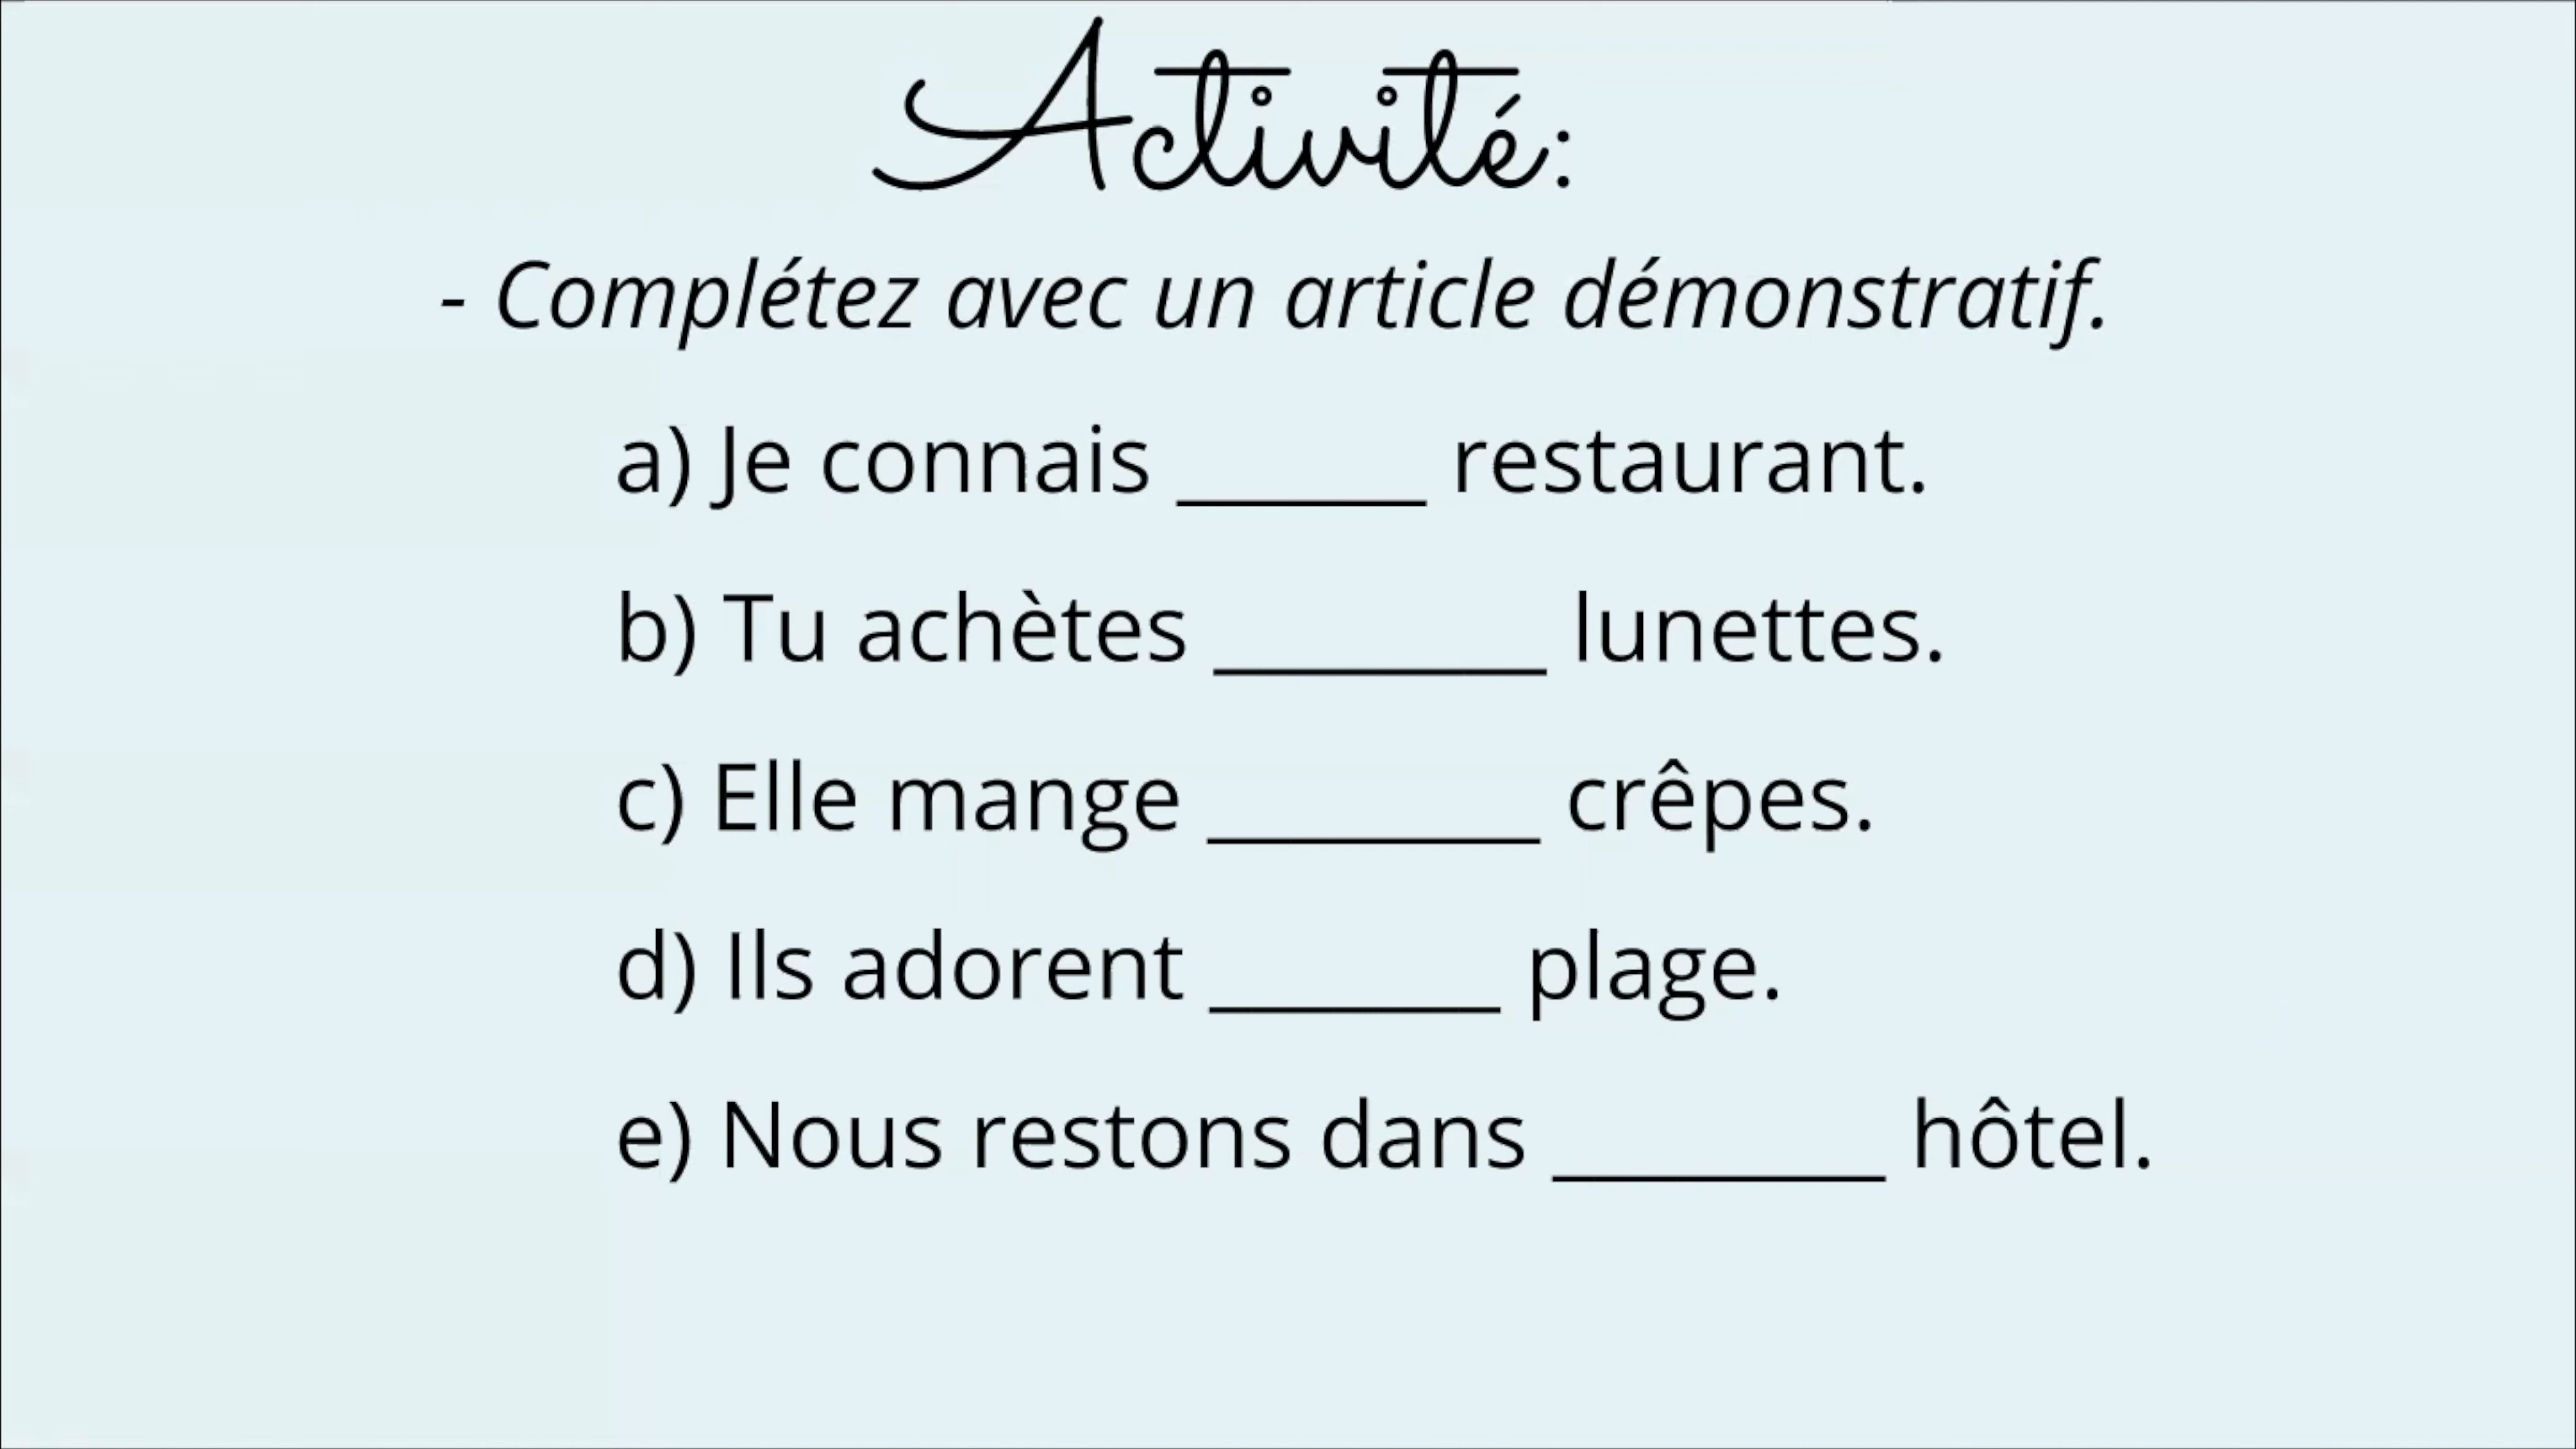 Activité:
- Complétez avec un article démonstratif.
a) Je connais ______ restaurant.
b) Tu achètes ________ lunettes.
c) Elle mange ________ crêpes.
d) Ils adorent _______ plage.
e) Nous restons dans ________ hôtel.